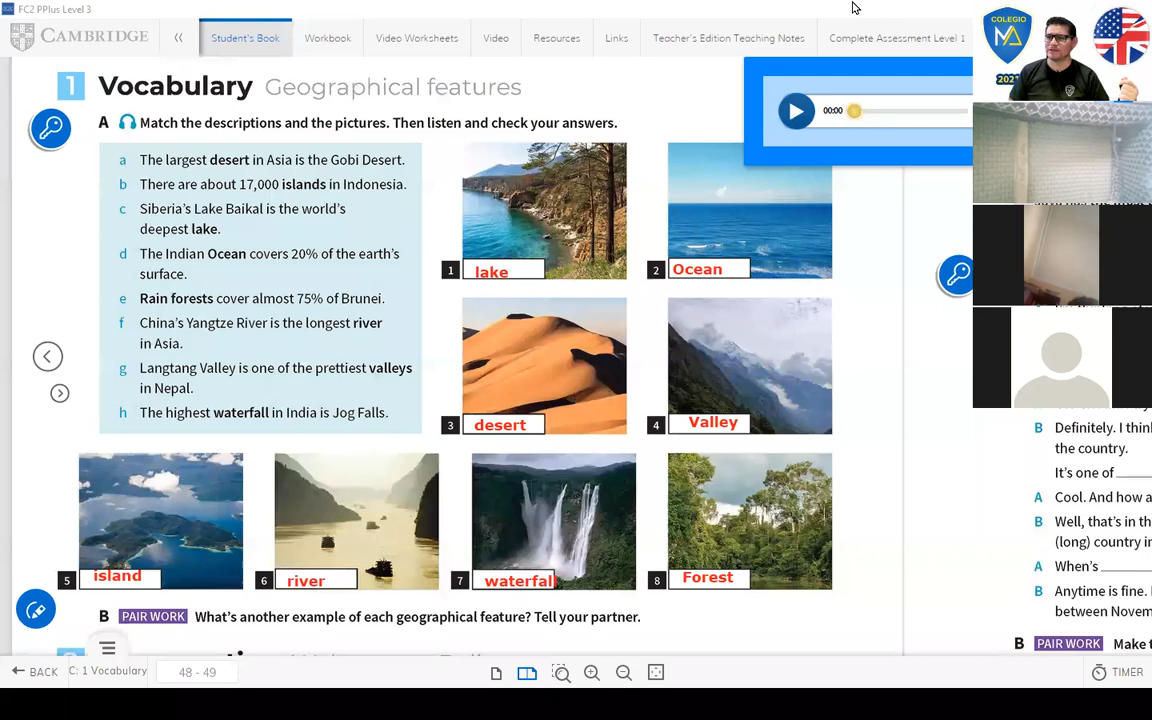 FC2 PPlus Level 3
CAMBRIDGE
Student's Book
Workbook
Video Worksheets
Video
Resources
Links
Teacher's Edition Teaching Notes
Complete Assessment Level 1
COLEGIO
MA
2021
1 Vocabulary Geographical features
A Match the descriptions and the pictures. Then listen and check your answers.
00:00
a The largest desert in Asia is the Gobi Desert.
b There are about 17,000 islands in Indonesia.
c Siberia's Lake Baikal is the world's
deepest lake.
d The Indian Ocean covers 20% of the earth's
surface.
e Rain forests cover almost 75% of Brunei.
f China's Yangtze River is the longest river
in Asia.
g Langtang Valley is one of the prettiest valleys
in Nepal.
h The highest waterfall in India is Jog Falls.
1 lake
2 Ocean
3 desert
4 Valley
5 island
6 river
7 waterfall
8 Forest
B PAIR WORK What's another example of each geographical feature? Tell your partner.
B Definitely. I thin
the country.
It's one of
A Cool. And how a
B Well, that's in th
(long) country in
A When's
B Anytime is fine. I
between Novem
B PAIR WORK Make t
BACK
C: 1 Vocabulary
48 - 49
TIMER